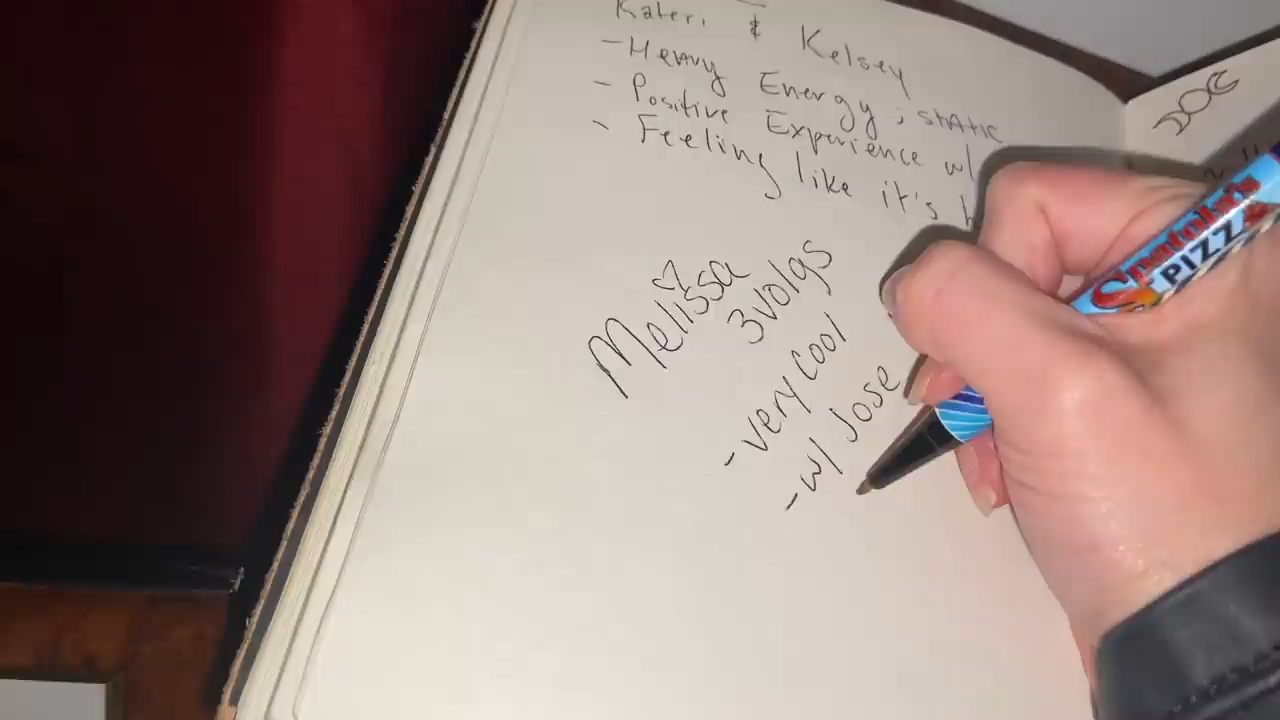 Kateri & Kelsey
- Heavy Energy; static
- Positive Experience w/
- Feeling like it's
Melissa
3volgs
- very cool
- w/ Jose
PIZZ